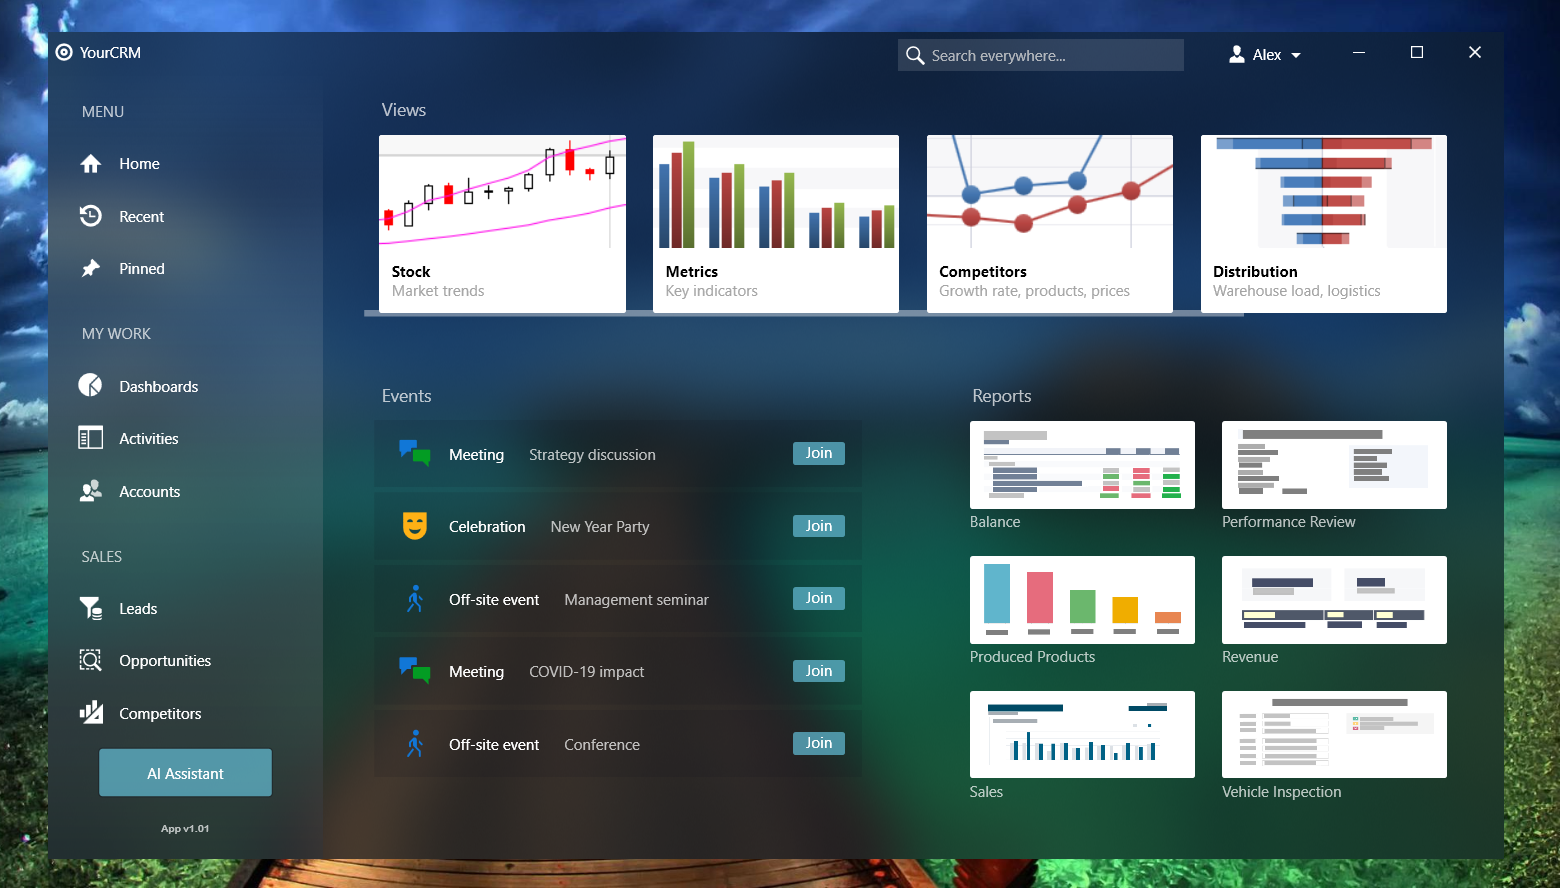 YourCRM
Search everywhere...
Alex
MENU
Home
Recent
Pinned
MY WORK
Dashboards
Activities
Accounts
SALES
Leads
Opportunities
Competitors
AI Assistant
App v1.01
Views
Stock
Market trends
Metrics
Key indicators
Competitors
Growth rate, products, prices
Distribution
Warehouse load, logistics
Events
Meeting Strategy discussion Join
Celebration New Year Party Join
Off-site event Management seminar Join
Meeting COVID-19 impact Join
Off-site event Conference Join
Reports
Balance
Performance Review
Produced Products
Revenue
Sales
Vehicle Inspection